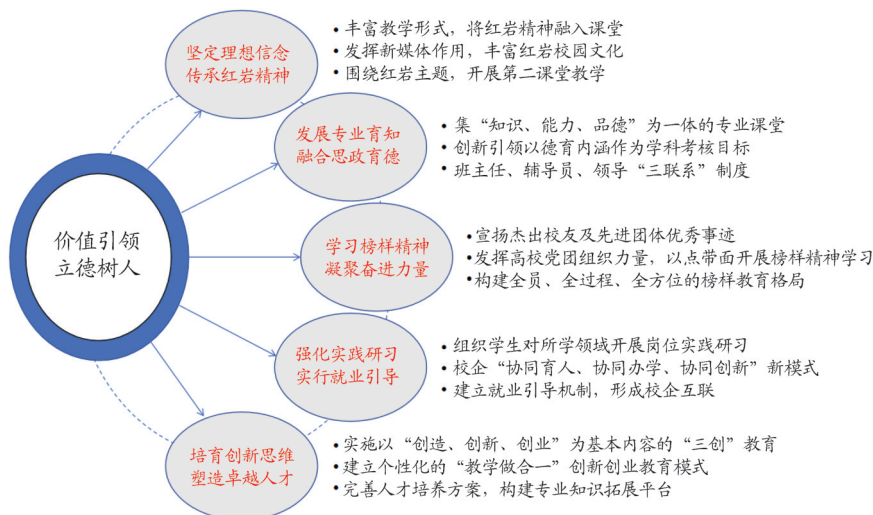 坚定理想信念
传承红岩精神
• 丰富教学形式，将红岩精神融入课堂
• 发挥新媒体作用，丰富红岩校园文化
• 围绕红岩主题，开展第二课堂教学
发展专业育知
融合思政育德
• 集“知识、能力、品德”为一体的专业课堂
• 创新引领以德育内涵作为学科考核目标
• 班主任、辅导员、领导“三联系”制度
价值引领
立德树人
学习榜样精神
凝聚奋进力量
• 宣扬杰出校友及先进团体优秀事迹
• 发挥高校党团组织力量，以点带面开展榜样精神学习
• 构建全员、全过程、全方位的榜样教育格局
强化实践研习
实行就业引导
• 组织学生对所学领域开展岗位实践研习
• 校企“协同育人、协同办学、协同创新”新模式
• 建立就业引导机制，形成校企互联
培育创新思维
塑造卓越人才
• 实施以“创造、创新、创业”为基本内容的“三创”教育
• 建立个性化的“教学做合一”创新创业教育模式
• 完善人才培养方案，构建专业知识拓展平台